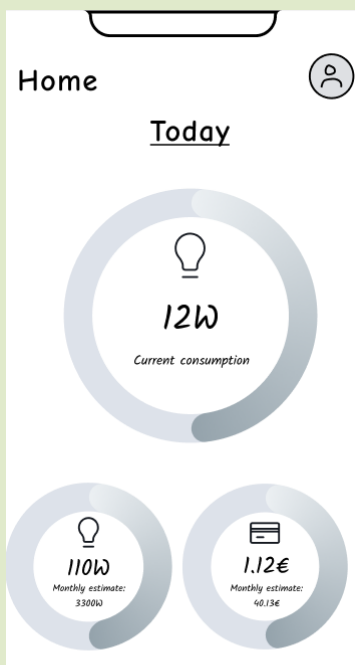 Home
Today
12W
Current consumption
110W
Monthly estimate:
3300W
1.12€
Monthly estimate:
40.13€